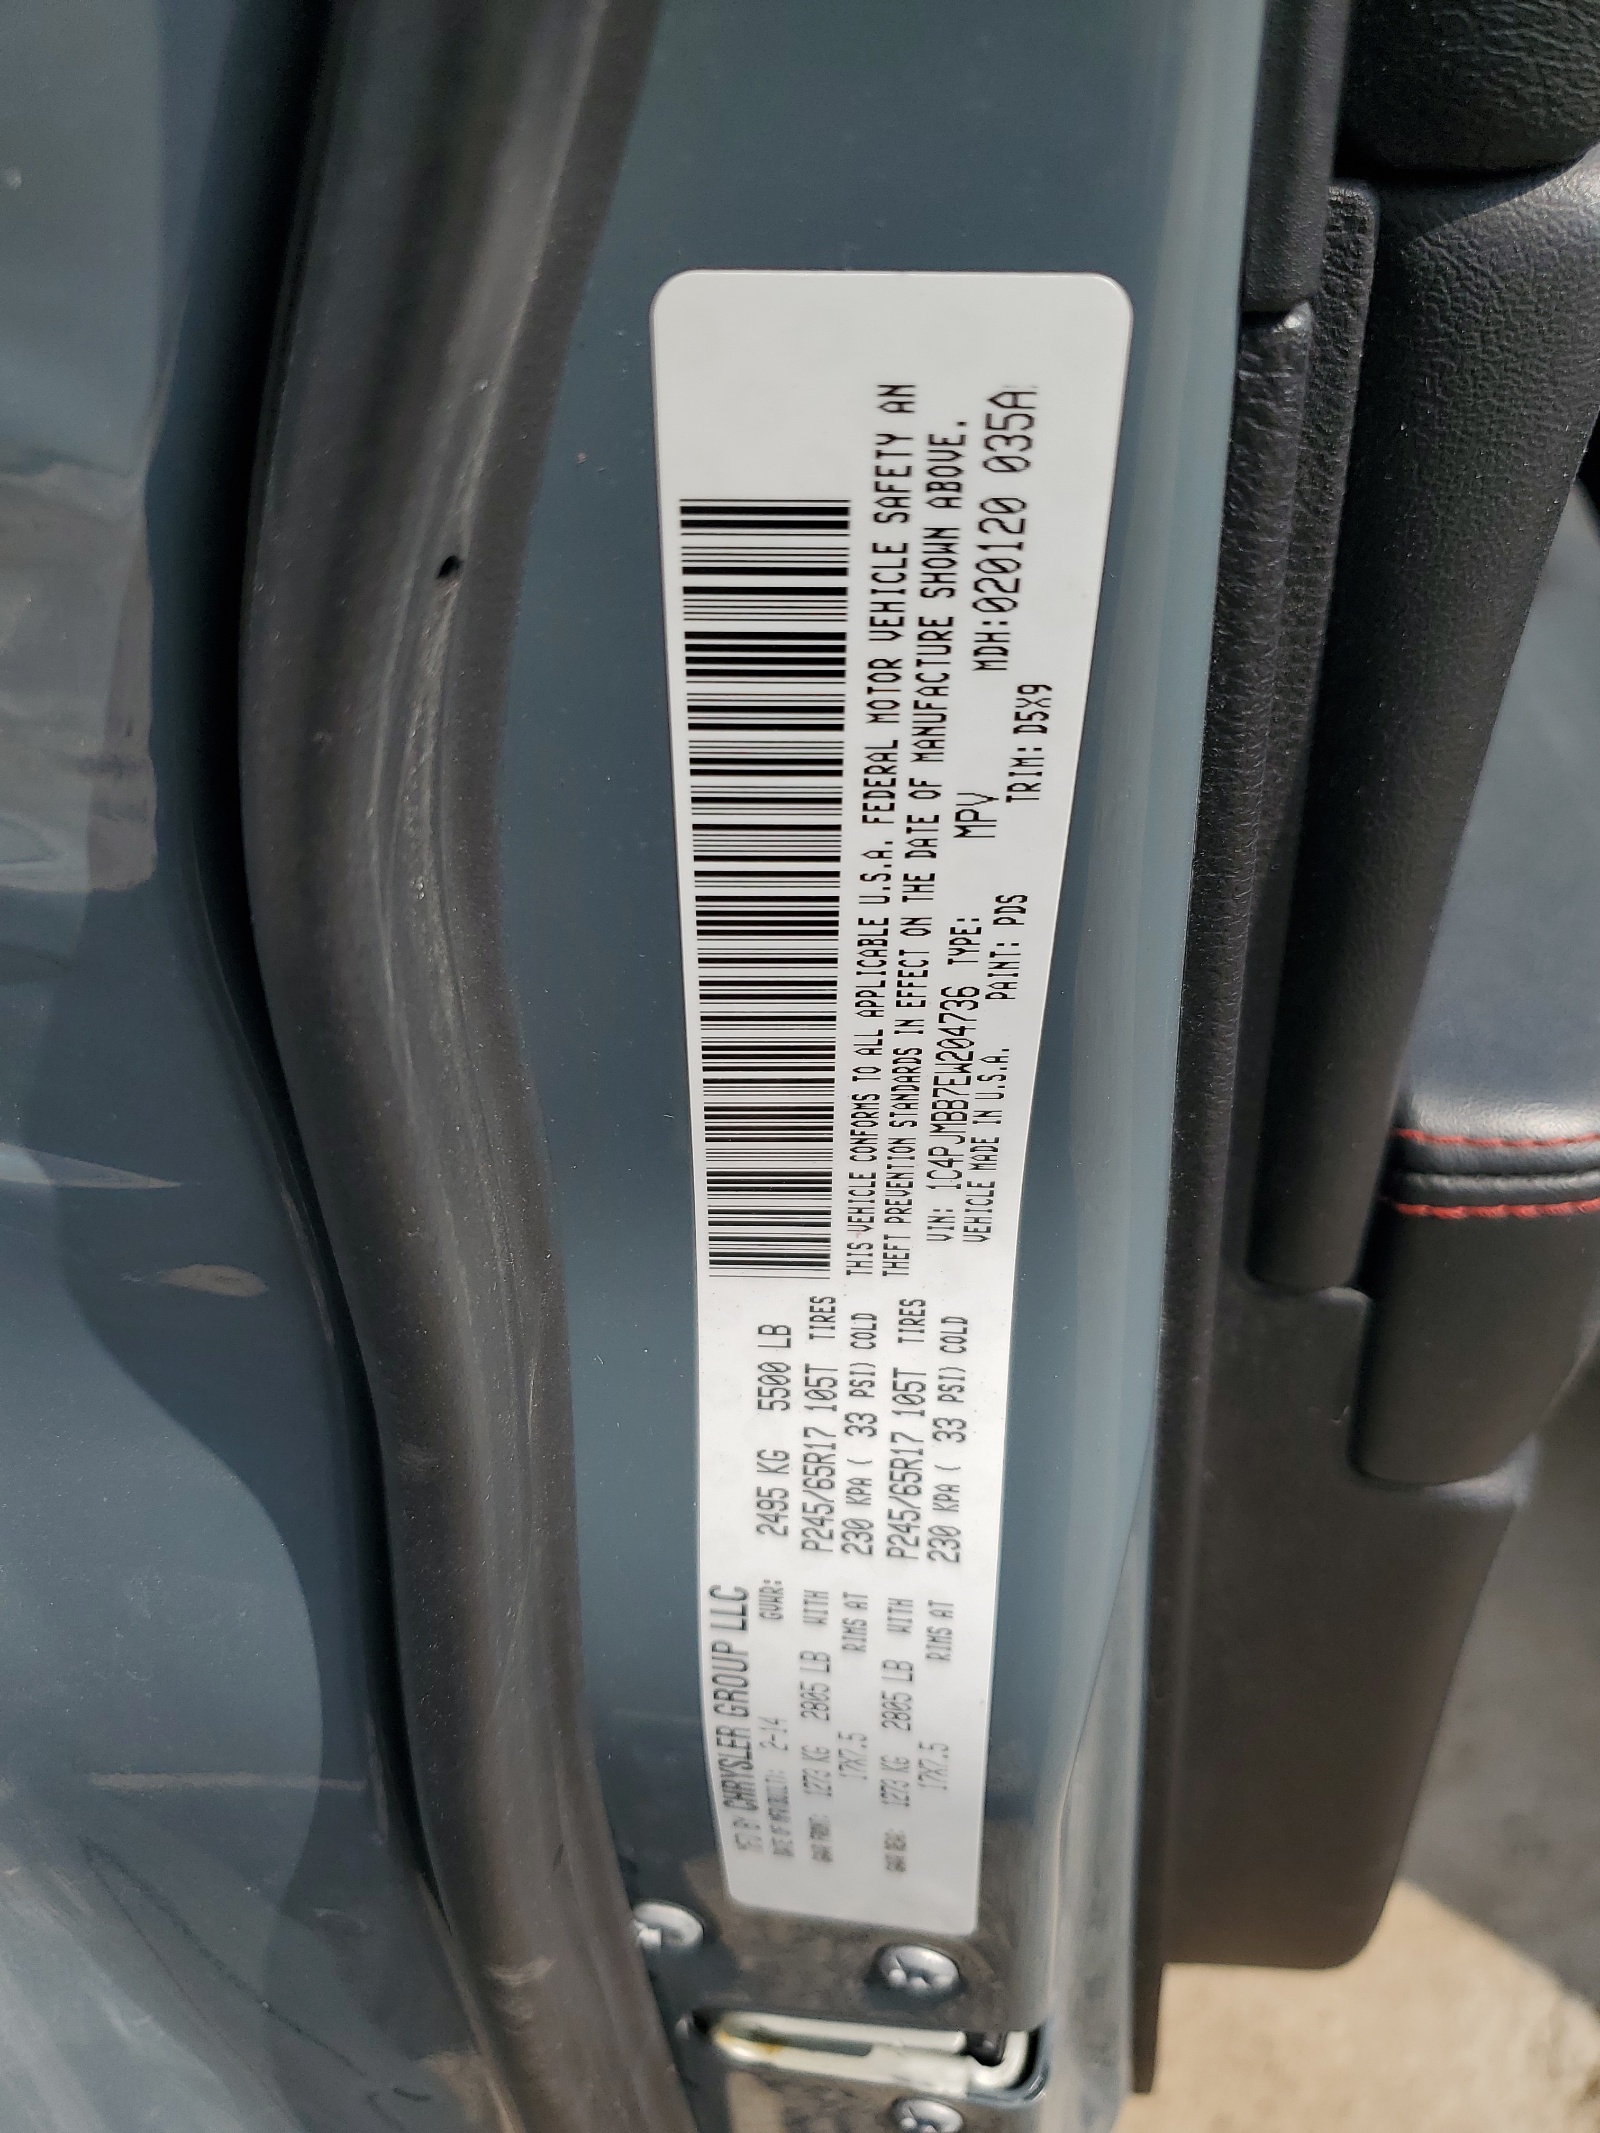 MFD BY CHRYSLER GROUP LLC
DATE OF MFR(BUILT): 2-14 GVWR: 2495 KG 5500 LB
GAWR FRONT: 1273 KG 2805 LB WITH P245/65R17 105T TIRES
17X7.5 RIMS AT 230 KPA ( 33 PSI) COLD
GAWR REAR: 1273 KG 2805 LB WITH P245/65R17 105T TIRES
17X7.5 RIMS AT 230 KPA ( 33 PSI) COLD
THIS VEHICLE CONFORMS TO ALL APPLICABLE U.S.A. FEDERAL MOTOR VEHICLE SAFETY AN
THEFT PREVENTION STANDARDS IN EFFECT ON THE DATE OF MANUFACTURE SHOWN ABOVE.
VIN: 1C4PJMBB7EW204736 TYPE: MPV MDH:020120 035A
VEHICLE MADE IN U.S.A. PAINT: PDS TRIM: D5X9